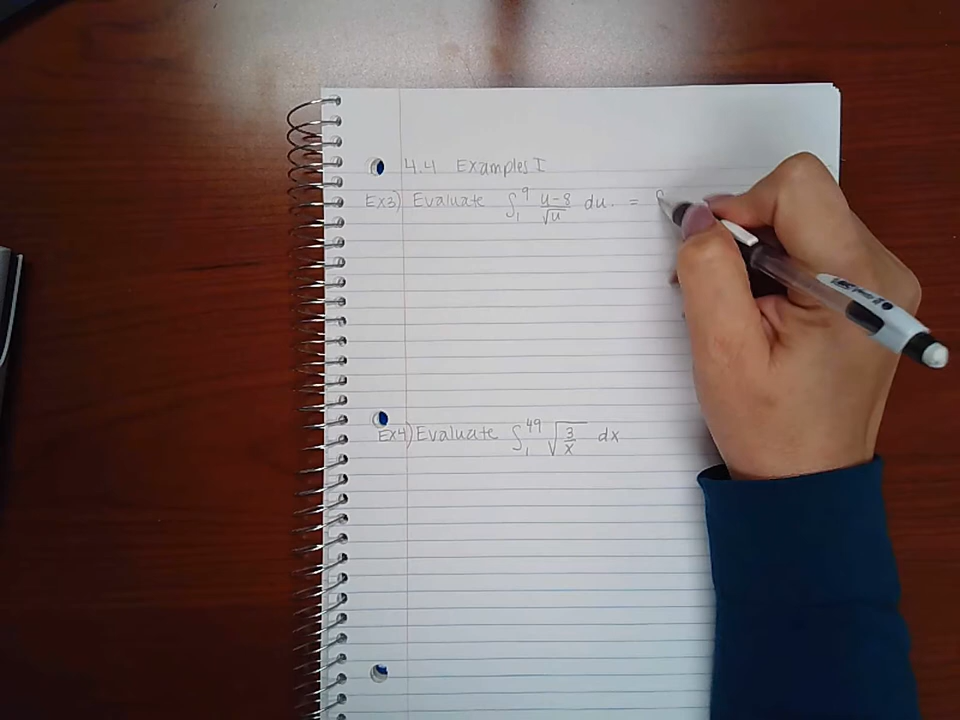 4.4 Examples I
Ex3) Evaluate ∫₁⁹ (u-8)/√u du. = ∫
Ex4) Evaluate ∫₁⁴⁹ √(3/x) dx